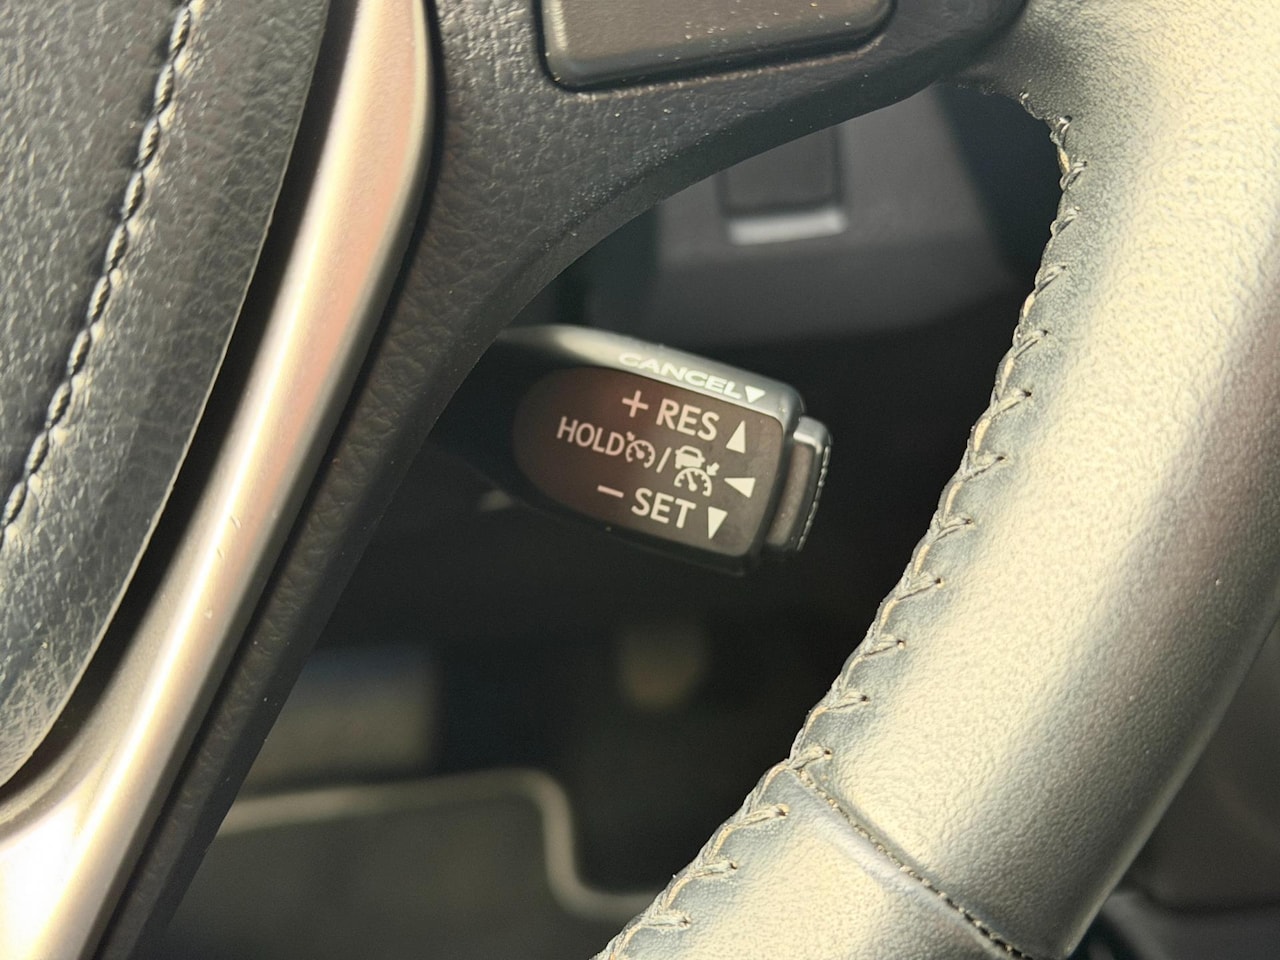 CANCEL▼
+ RES ▲
HOLD / ◀
− SET ▼